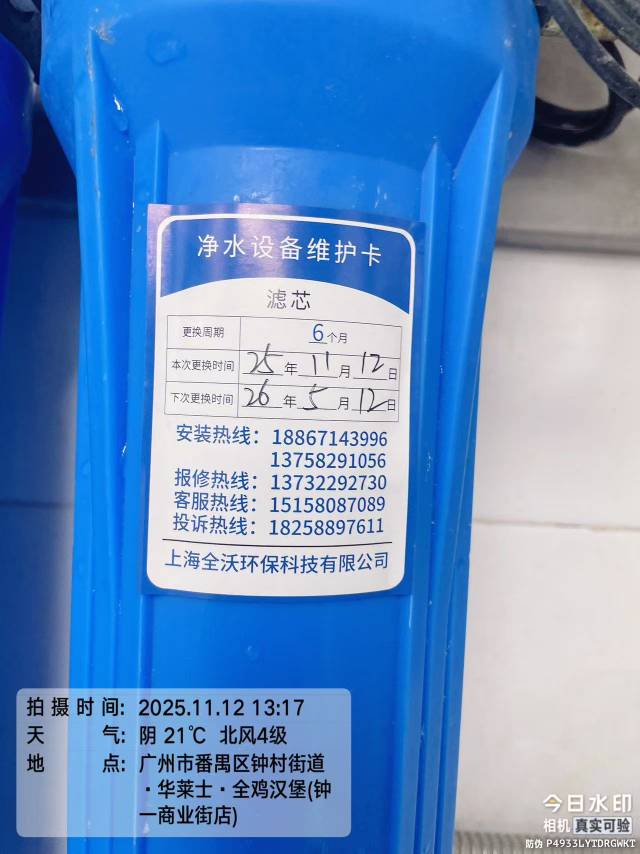 净水设备维护卡
滤芯
更换周期 6个月
本次更换时间 25年11月12日
下次更换时间 26年5月12日
安装热线：18867143996
13758291056
报修热线：13732292730
客服热线：15158087089
投诉热线：18258897611
上海全沃环保科技有限公司
拍摄时间：2025.11.12 13:17
天气：阴 21℃ 北风4级
地点：广州市番禺区钟村街道
·华莱士·全鸡汉堡(钟
一商业街店)
今日水印
相机 真实可验
防伪 P4933LYTDRGWKT